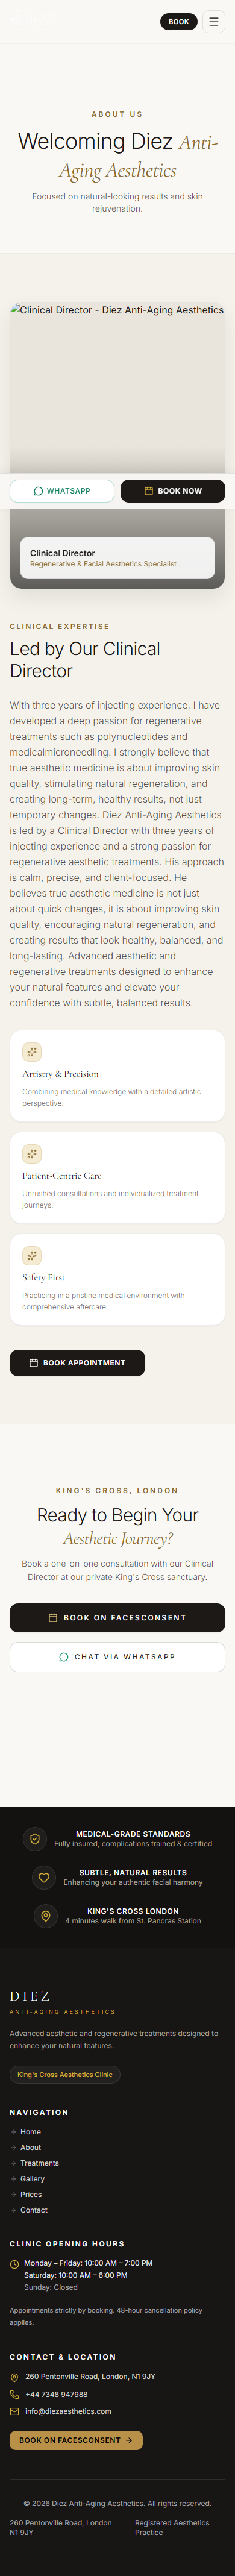 BOOK
ABOUT US
Welcoming Diez Anti-
Aging Aesthetics
Focused on natural-looking results and skin
rejuvenation.
Clinical Director - Diez Anti-Aging Aesthetics
WHATSAPP
BOOK NOW
Clinical Director
Regenerative & Facial Aesthetics Specialist
CLINICAL EXPERTISE
Led by Our Clinical
Director
With three years of injecting experience, I have
developed a deep passion for regenerative
treatments such as polynucleotides and
medicalmicroneedling. I strongly believe that
true aesthetic medicine is about improving skin
quality, stimulating natural regeneration, and
creating long-term, healthy results, not just
temporary changes. Diez Anti-Aging Aesthetics
is led by a Clinical Director with three years of
injecting experience and a strong passion for
regenerative aesthetic treatments. His approach
is calm, precise, and client-focused. He
believes true aesthetic medicine is not just
about quick changes, it is about improving skin
quality, encouraging natural regeneration, and
creating results that look healthy, balanced, and
long-lasting. Advanced aesthetic and
regenerative treatments designed to enhance
your natural features and elevate your
confidence with subtle, balanced results.
Artistry & Precision
Combining medical knowledge with a detailed artistic
perspective.
Patient-Centric Care
Unrushed consultations and individualized treatment
journeys.
Safety First
Practicing in a pristine medical environment with
comprehensive aftercare.
BOOK APPOINTMENT
KING'S CROSS, LONDON
Ready to Begin Your
Aesthetic Journey?
Book a one-on-one consultation with our Clinical
Director at our private King's Cross sanctuary.
BOOK ON FACESCONSENT
CHAT VIA WHATSAPP
MEDICAL-GRADE STANDARDS
Fully insured, complications trained & certified
SUBTLE, NATURAL RESULTS
Enhancing your authentic facial harmony
KING'S CROSS LONDON
4 minutes walk from St. Pancras Station
DIEZ
ANTI-AGING AESTHETICS
Advanced aesthetic and regenerative treatments designed to
enhance your natural features.
King's Cross Aesthetics Clinic
NAVIGATION
→ Home
→ About
→ Treatments
→ Gallery
→ Prices
→ Contact
CLINIC OPENING HOURS
Monday – Friday: 10:00 AM – 7:00 PM
Saturday: 10:00 AM – 6:00 PM
Sunday: Closed
Appointments strictly by booking. 48-hour cancellation policy
applies.
CONTACT & LOCATION
260 Pentonville Road, London, N1 9JY
+44 7348 947988
info@diezaesthetics.com
BOOK ON FACESCONSENT →
© 2026 Diez Anti-Aging Aesthetics. All rights reserved.
260 Pentonville Road, London
N1 9JY
Registered Aesthetics
Practice